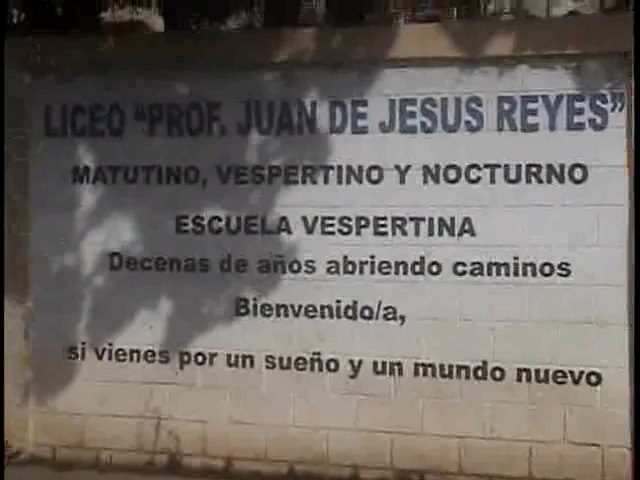 LICEO "PROF. JUAN DE JESUS REYES"
MATUTINO, VESPERTINO Y NOCTURNO
ESCUELA VESPERTINA
Decenas de años abriendo caminos
Bienvenido/a,
si vienes por un sueño y un mundo nuevo